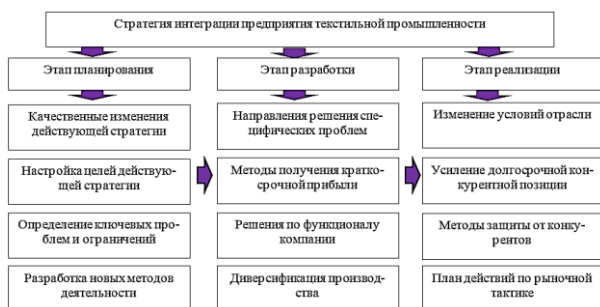 Стратегия интеграции предприятия текстильной промышленности
Этап планирования
Этап разработки
Этап реализации
Качественные изменения
действующей стратегии
Направления решения спе-
цифических проблем
Изменение условий отрасли
Настройка целей действую-
щей стратегии
Методы получения кратко-
срочной прибыли
Усиление долгосрочной кон-
курентной позиции
Определение ключевых про-
блем и ограничений
Решения по функционалу
компании
Методы защиты от конку-
рентов
Разработка новых методов
деятельности
Диверсификация производ-
ства
План действий по рыночной
тактике